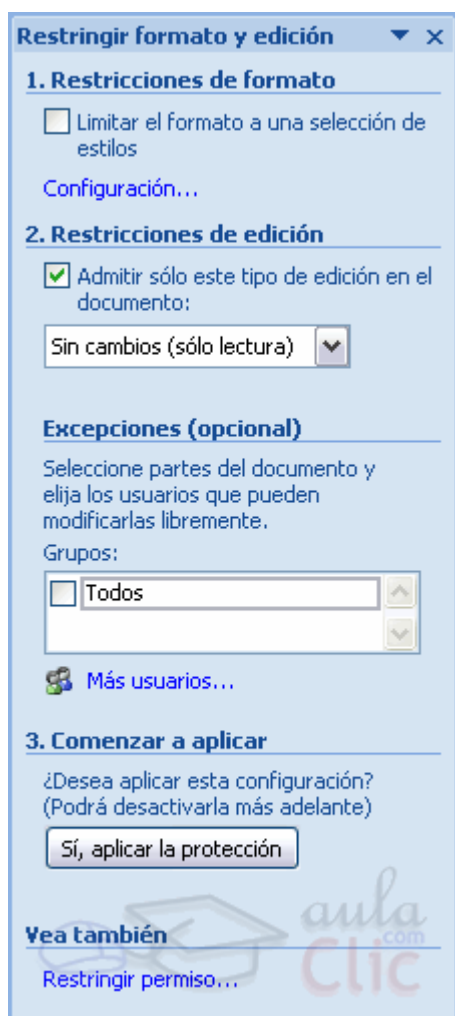 Restringir formato y edición
1. Restricciones de formato
Limitar el formato a una selección de
estilos
Configuración...
2. Restricciones de edición
Admitir sólo este tipo de edición en el
documento:
Sin cambios (sólo lectura)
Excepciones (opcional)
Seleccione partes del documento y
elija los usuarios que pueden
modificarlas libremente.
Grupos:
Todos
Más usuarios...
3. Comenzar a aplicar
¿Desea aplicar esta configuración?
(Podrá desactivarla más adelante)
Sí, aplicar la protección
aula
.com
Clic
Vea también
Restringir permiso...